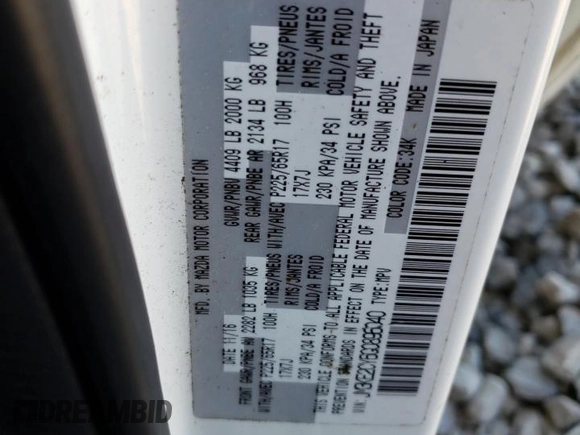 MFD. BY MAZDA MOTOR CORPORATION
DATE: 11/16
GVWR/PNBV 4409 LB 2000 KG
FRONT GAWR/PNBE AV 2282 LB 1035 KG
REAR GAWR/PNBE AR 2134 LB 968 KG
WITH/AVEC P225/65R17 100H TIRES/PNEUS
WITH/AVEC P225/65R17 100H TIRES/PNEUS
17X7J RIMS/JANTES
17X7J RIMS/JANTES
230 KPA/34 PSI COLD/A FROID
230 KPA/34 PSI COLD/A FROID
THIS VEHICLE CONFORMS TO ALL APPLICABLE FEDERAL MOTOR VEHICLE SAFETY AND THEFT
PREVENTION STANDARDS IN EFFECT ON THE DATE OF MANUFACTURE SHOWN ABOVE.
VIN: TYPE:MPV COLOR CODE:34K MADE IN JAPAN
DREAMBID